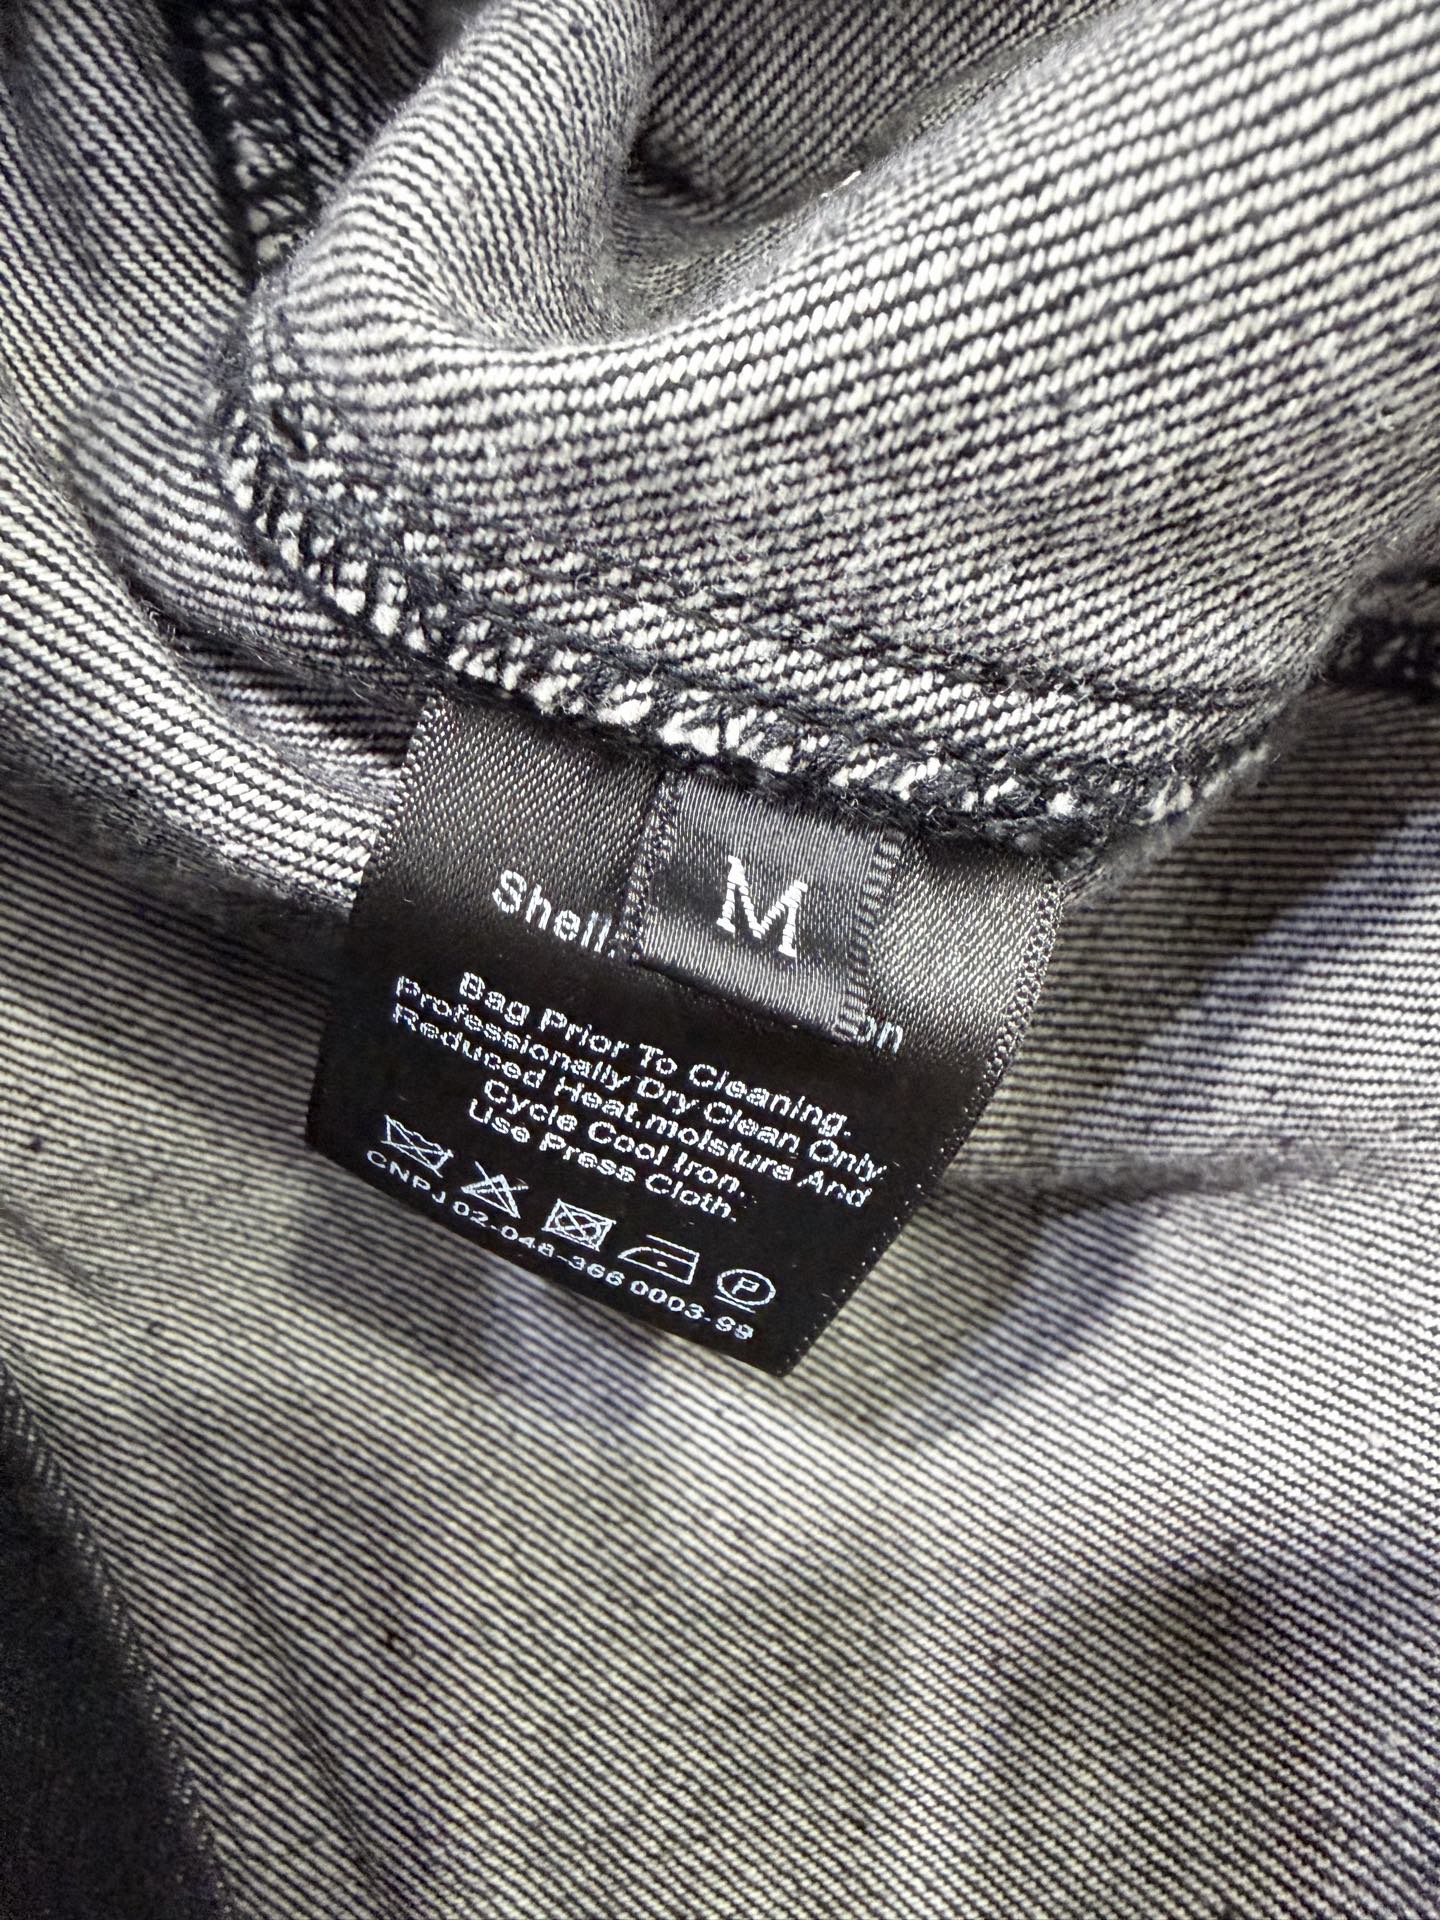 M
Shell:
on
Bag Prior To Cleaning.
Professionally Dry Clean Only
Reduced Heat,moisture And
Cycle Cool Iron.
Use Press Cloth.
P
CNPJ 02-048-366 0003-99